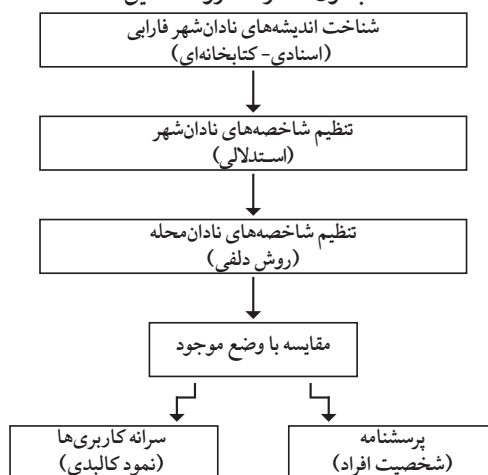 شناخت اندیشه‌های نادان‌شهر فارابی
(اسنادی- کتابخانه‌ای)
تنظیم شاخصه‌های نادان‌شهر
(استدلالی)
تنظیم شاخصه‌های نادان‌محله
(روش دلفی)
مقایسه با وضع موجود
پرسشنامه
(شخصیت افراد)
سرانه کاربری‌ها
(نمود کالبدی)